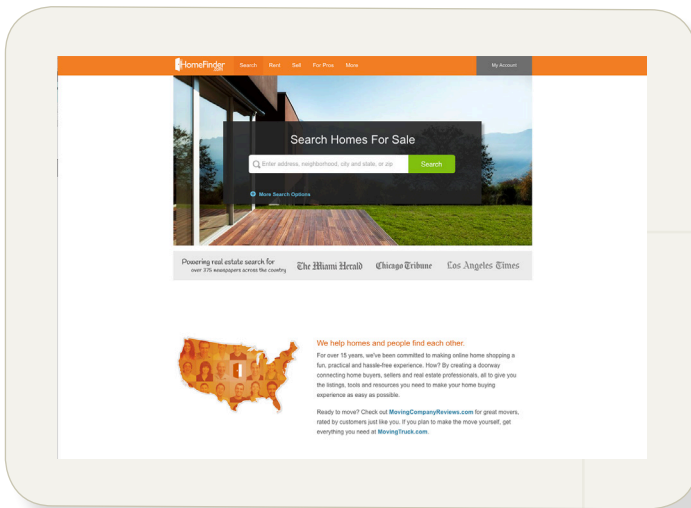 HomeFinder
.com
Search Rent Sell For Pros More
My Account
Search Homes For Sale
Enter address, neighborhood, city and state, or zip
Search
More Search Options
Powering real estate search for
over 375 newspapers across the country
The Miami Herald
Chicago Tribune
Los Angeles Times
We help homes and people find each other.
For over 15 years, we've been committed to making online home shopping a
fun, practical and hassle-free experience. How? By creating a doorway
connecting home buyers, sellers and real estate professionals, all to give you
the listings, tools and resources you need to make your home buying
experience as easy as possible.
Ready to move? Check out MovingCompanyReviews.com for great movers,
rated by customers just like you. If you plan to make the move yourself, get
everything you need at MovingTruck.com.